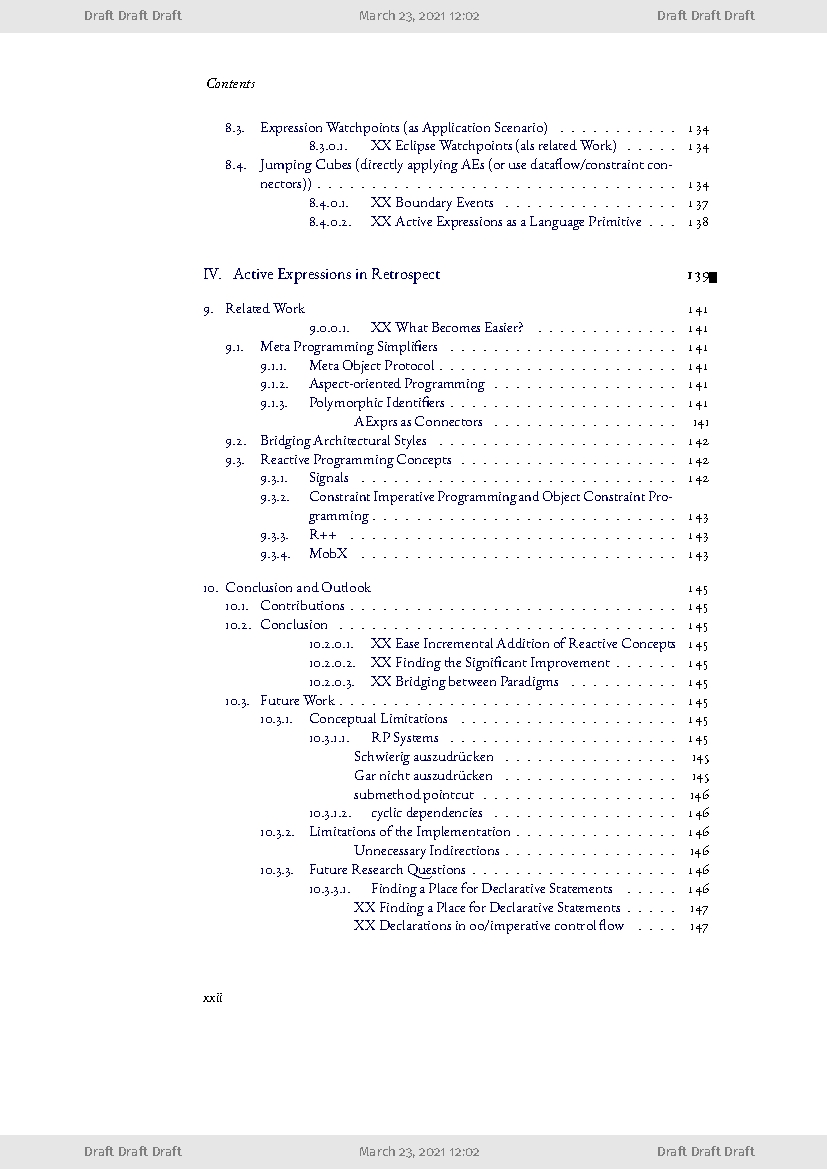 Draft Draft Draft March 23, 2021 12:02 Draft Draft Draft
Contents
8.3. Expression Watchpoints (as Application Scenario) . . . . . . . . . . . 134
8.3.0.1. XX Eclipse Watchpoints (als related Work) . . . . . 134
8.4. Jumping Cubes (directly applying AEs (or use dataflow/constraint con-
nectors)) . . . . . . . . . . . . . . . . . . . . . . . . . . . . . . . . . 134
8.4.0.1. XX Boundary Events . . . . . . . . . . . . . . . . 137
8.4.0.2. XX Active Expressions as a Language Primitive . . . 138
IV. Active Expressions in Retrospect 139
9. Related Work 141
9.0.0.1. XX What Becomes Easier? . . . . . . . . . . . . . 141
9.1. Meta Programming Simplifiers . . . . . . . . . . . . . . . . . . . . . 141
9.1.1. Meta Object Protocol . . . . . . . . . . . . . . . . . . . . . . 141
9.1.2. Aspect-oriented Programming . . . . . . . . . . . . . . . . . 141
9.1.3. Polymorphic Identifiers . . . . . . . . . . . . . . . . . . . . . 141
AExprs as Connectors . . . . . . . . . . . . . . . . . 141
9.2. Bridging Architectural Styles . . . . . . . . . . . . . . . . . . . . . . 142
9.3. Reactive Programming Concepts . . . . . . . . . . . . . . . . . . . . 142
9.3.1. Signals . . . . . . . . . . . . . . . . . . . . . . . . . . . . . 142
9.3.2. Constraint Imperative Programming and Object Constraint Pro-
gramming . . . . . . . . . . . . . . . . . . . . . . . . . . . . 143
9.3.3. R++ . . . . . . . . . . . . . . . . . . . . . . . . . . . . . . 143
9.3.4. MobX . . . . . . . . . . . . . . . . . . . . . . . . . . . . . 143
10. Conclusion and Outlook 145
10.1. Contributions . . . . . . . . . . . . . . . . . . . . . . . . . . . . . . 145
10.2. Conclusion . . . . . . . . . . . . . . . . . . . . . . . . . . . . . . . 145
10.2.0.1. XX Ease Incremental Addition of Reactive Concepts 145
10.2.0.2. XX Finding the Significant Improvement . . . . . . 145
10.2.0.3. XX Bridging between Paradigms . . . . . . . . . . 145
10.3. Future Work . . . . . . . . . . . . . . . . . . . . . . . . . . . . . . . 145
10.3.1. Conceptual Limitations . . . . . . . . . . . . . . . . . . . . 145
10.3.1.1. RP Systems . . . . . . . . . . . . . . . . . . . . . 145
Schwierig auszudrücken . . . . . . . . . . . . . . . . 145
Gar nicht auszudrücken . . . . . . . . . . . . . . . . 145
submethod pointcut . . . . . . . . . . . . . . . . . . 146
10.3.1.2. cyclic dependencies . . . . . . . . . . . . . . . . . 146
10.3.2. Limitations of the Implementation . . . . . . . . . . . . . . . 146
Unnecessary Indirections . . . . . . . . . . . . . . . . 146
10.3.3. Future Research Questions . . . . . . . . . . . . . . . . . . . 146
10.3.3.1. Finding a Place for Declarative Statements . . . . . 146
XX Finding a Place for Declarative Statements . . . . . 147
XX Declarations in oo/imperative control flow . . . . 147
xxii
Draft Draft Draft March 23, 2021 12:02 Draft Draft Draft